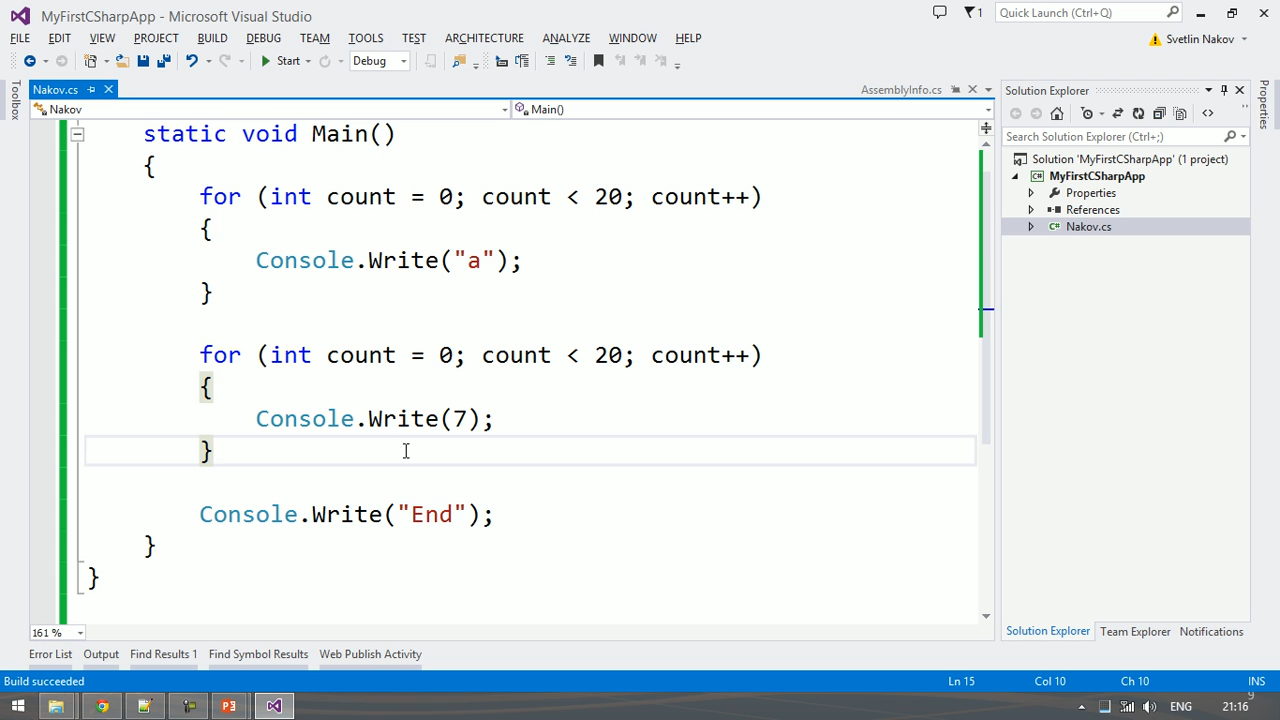 MyFirstCSharpApp - Microsoft Visual Studio
1
Quick Launch (Ctrl+Q)
FILE EDIT VIEW PROJECT BUILD DEBUG TEAM TOOLS TEST ARCHITECTURE ANALYZE WINDOW HELP
Svetlin Nakov
Start
Debug
Toolbox
Nakov.cs
AssemblyInfo.cs
Nakov
Main()
static void Main()
{
for (int count = 0; count < 20; count++)
{
Console.Write("a");
}
for (int count = 0; count < 20; count++)
{
Console.Write(7);
}
Console.Write("End");
}
}
161 %
Solution Explorer
Search Solution Explorer (Ctrl+;)
Solution 'MyFirstCSharpApp' (1 project)
MyFirstCSharpApp
Properties
References
Nakov.cs
Solution Explorer Team Explorer Notifications
Properties
Error List Output Find Results 1 Find Symbol Results Web Publish Activity
Build succeeded
Ln 15 Col 10 Ch 10 INS
9
ENG
21:16